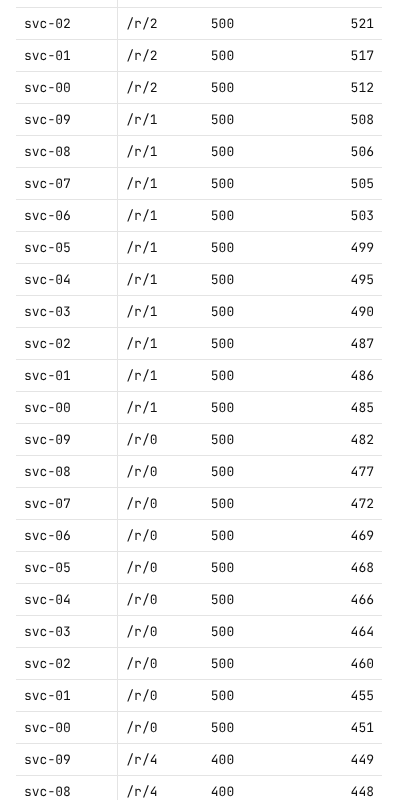 svc-02 /r/2 500 521
svc-01 /r/2 500 517
svc-00 /r/2 500 512
svc-09 /r/1 500 508
svc-08 /r/1 500 506
svc-07 /r/1 500 505
svc-06 /r/1 500 503
svc-05 /r/1 500 499
svc-04 /r/1 500 495
svc-03 /r/1 500 490
svc-02 /r/1 500 487
svc-01 /r/1 500 486
svc-00 /r/1 500 485
svc-09 /r/0 500 482
svc-08 /r/0 500 477
svc-07 /r/0 500 472
svc-06 /r/0 500 469
svc-05 /r/0 500 468
svc-04 /r/0 500 466
svc-03 /r/0 500 464
svc-02 /r/0 500 460
svc-01 /r/0 500 455
svc-00 /r/0 500 451
svc-09 /r/4 400 449
svc-08 /r/4 400 448